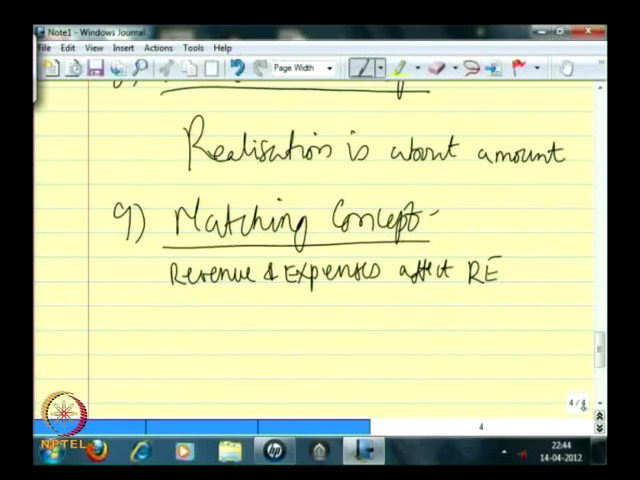 Note1 - Windows Journal
File Edit View Insert Actions Tools Help
Page Width
Realisation is about amount
9) Matching Concept-
Revenue & Expenses affect RE
4 / 4
4
NPTEL
22:44
14-04-2012